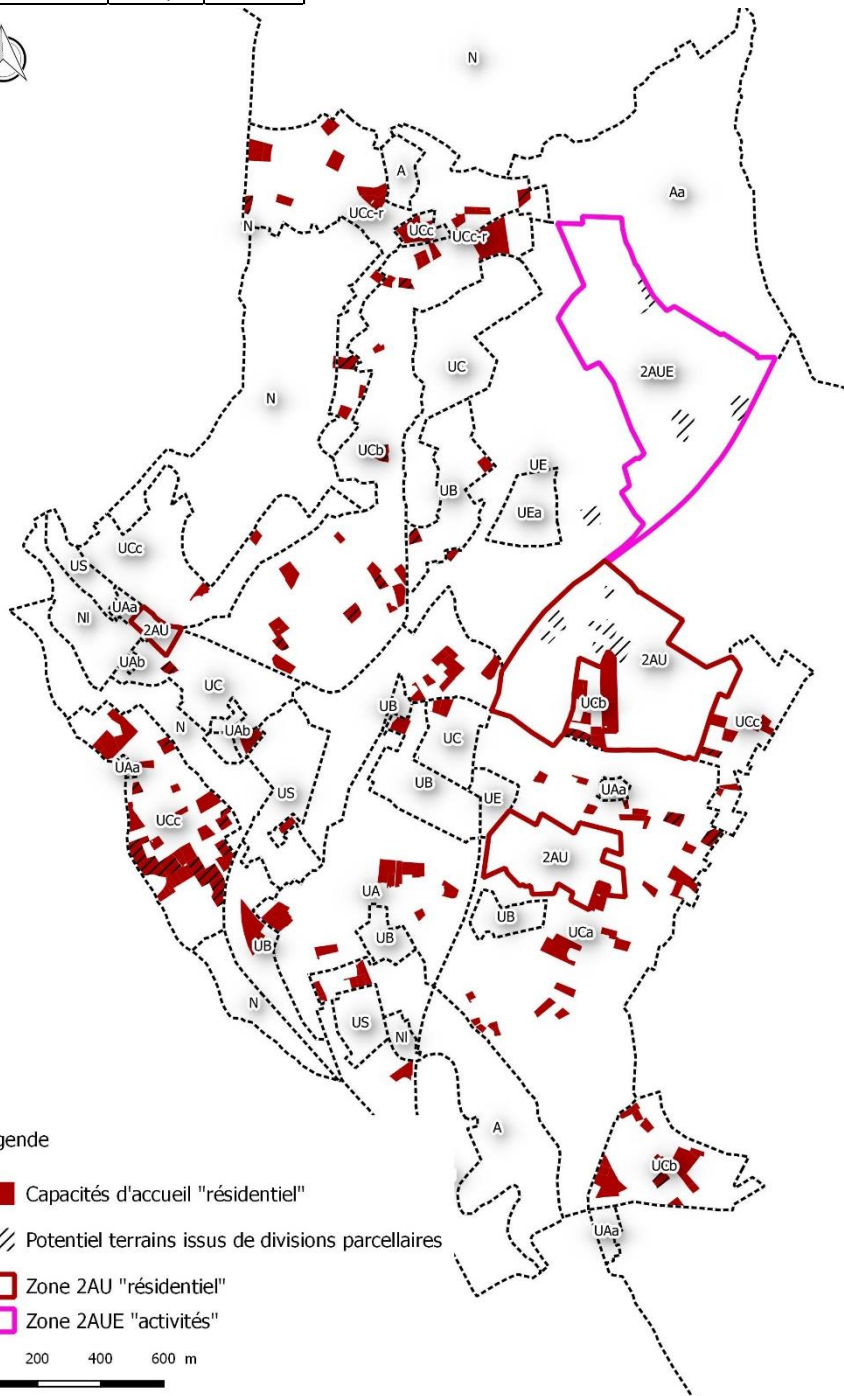 N
A
Aa
UCc-r
N
UCc
UCc-r
UC
2AUE
N
UCb
UE
UB
UEa
UCc
US
UAa
Nl
2AU
UAb
2AU
UC
UB
UCb
UCc
N
UAb
UC
UAa
US
UB
UE
UAa
UCc
2AU
UA
UB
UB
UB
UCa
N
US
Nl
A
UCb
UAa
gende
Capacités d'accueil "résidentiel"
Potentiel terrains issus de divisions parcellaires
Zone 2AU "résidentiel"
Zone 2AUE "activités"
200 400 600 m